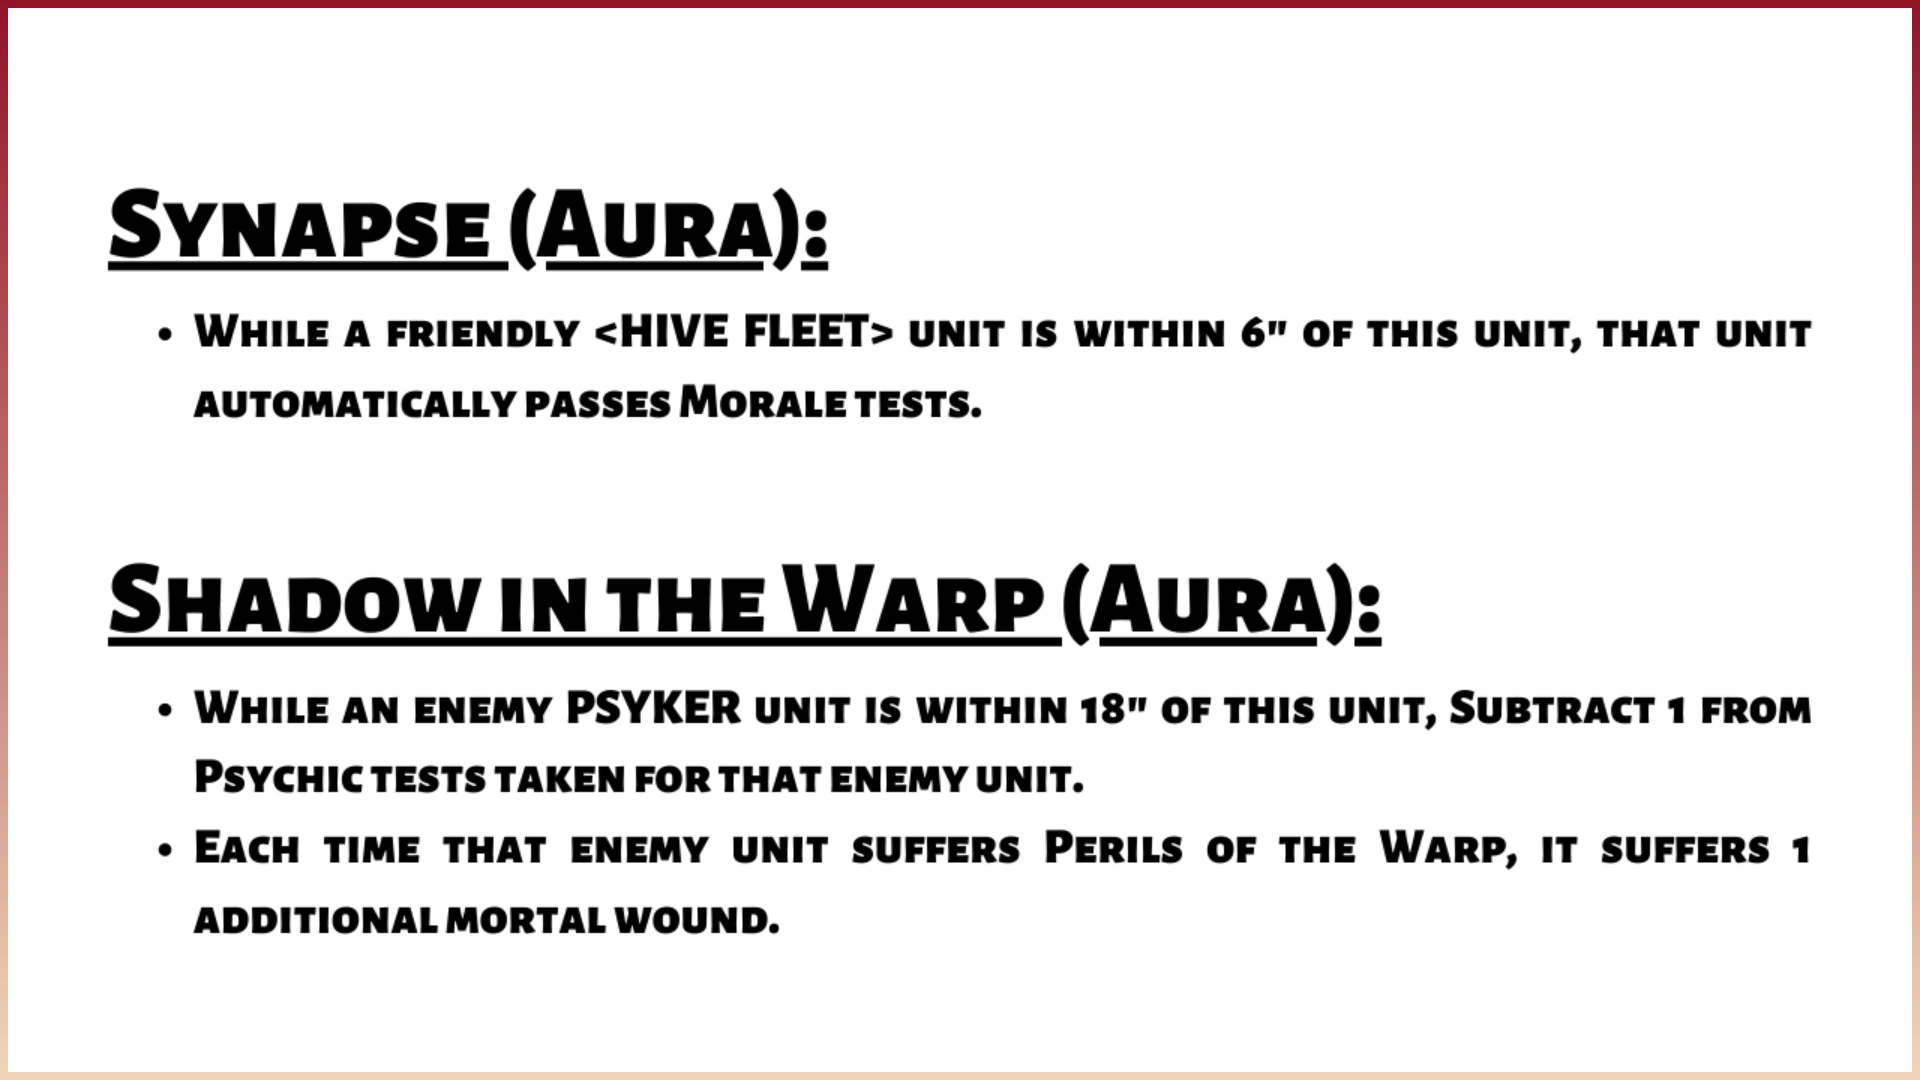 Synapse (Aura):
• While a friendly <HIVE FLEET> unit is within 6" of this unit, that unit
automatically passes Morale tests.
Shadow in the Warp (Aura):
• While an enemy PSYKER unit is within 18" of this unit, Subtract 1 from
Psychic tests taken for that enemy unit.
• Each time that enemy unit suffers Perils of the Warp, it suffers 1
additional mortal wound.